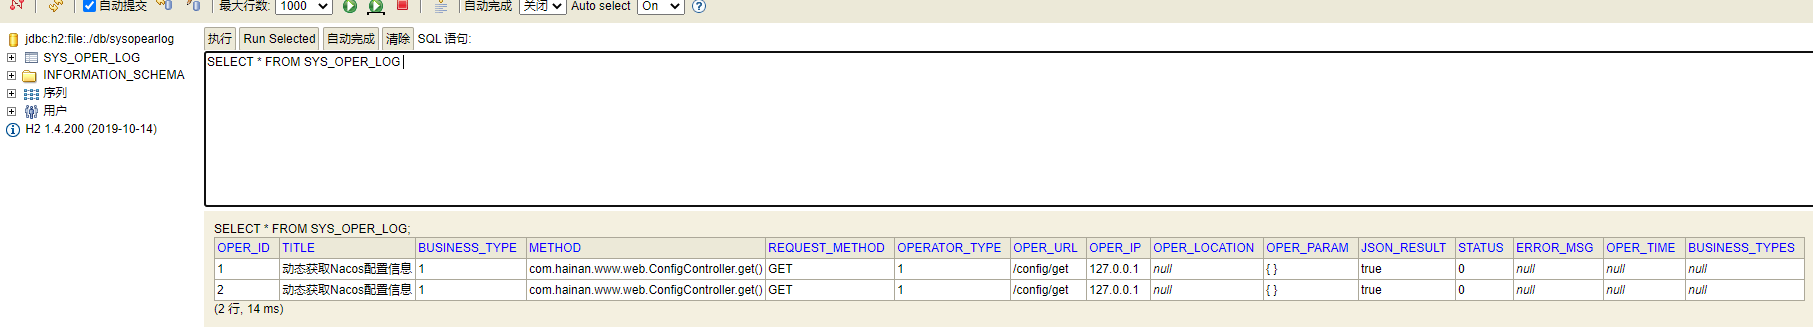 自动提交 最大行数: 1000 自动完成 关闭 Auto select On ?
jdbc:h2:file:./db/sysopearlog
SYS_OPER_LOG
INFORMATION_SCHEMA
序列
用户
H2 1.4.200 (2019-10-14)
执行 Run Selected 自动完成 清除 SQL 语句:
SELECT * FROM SYS_OPER_LOG
SELECT * FROM SYS_OPER_LOG;
OPER_ID TITLE BUSINESS_TYPE METHOD REQUEST_METHOD OPERATOR_TYPE OPER_URL OPER_IP OPER_LOCATION OPER_PARAM JSON_RESULT STATUS ERROR_MSG OPER_TIME BUSINESS_TYPES
1 动态获取Nacos配置信息 1 com.hainan.www.web.ConfigController.get() GET 1 /config/get 127.0.0.1 null { } true 0 null null null
2 动态获取Nacos配置信息 1 com.hainan.www.web.ConfigController.get() GET 1 /config/get 127.0.0.1 null { } true 0 null null null
(2 行, 14 ms)